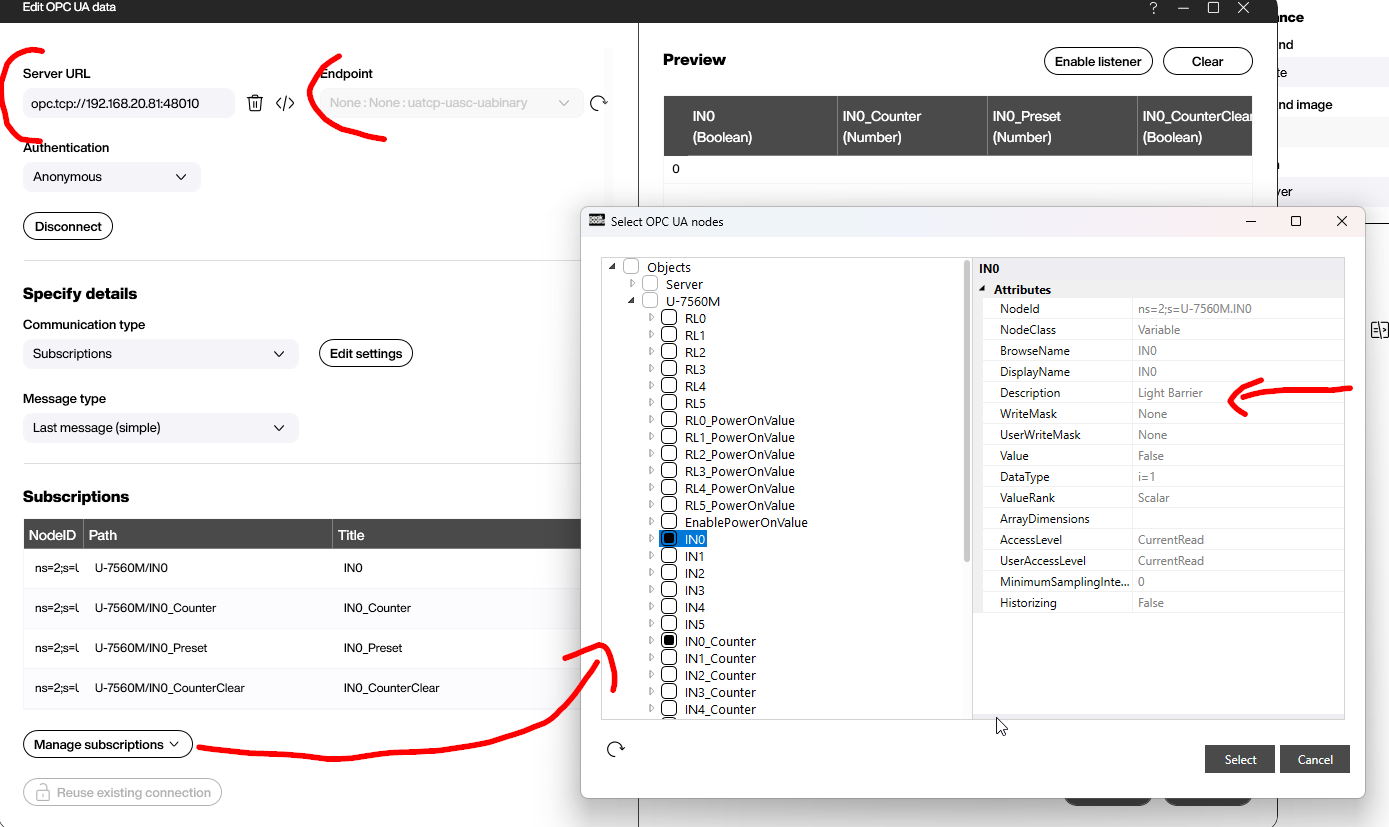 Edit OPC UA data
?
Server URL
opc.tcp://192.168.20.81:48010
Endpoint
None : None : uatcp-uasc-uabinary
Authentication
Anonymous
Disconnect
Specify details
Communication type
Subscriptions
Edit settings
Message type
Last message (simple)
Subscriptions
NodeID Path Title
ns=2;s=U U-7560M/IN0 IN0
ns=2;s=U U-7560M/IN0_Counter IN0_Counter
ns=2;s=U U-7560M/IN0_Preset IN0_Preset
ns=2;s=U U-7560M/IN0_CounterClear IN0_CounterClear
Manage subscriptions
Reuse existing connection
Preview
Enable listener
Clear
IN0 (Boolean)
IN0_Counter (Number)
IN0_Preset (Number)
IN0_CounterClear (Boolean)
0
Select OPC UA nodes
Objects
Server
U-7560M
RL0
RL1
RL2
RL3
RL4
RL5
RL0_PowerOnValue
RL1_PowerOnValue
RL2_PowerOnValue
RL3_PowerOnValue
RL4_PowerOnValue
RL5_PowerOnValue
EnablePowerOnValue
IN0
IN1
IN2
IN3
IN4
IN5
IN0_Counter
IN1_Counter
IN2_Counter
IN3_Counter
IN4_Counter
IN0
Attributes
NodeId ns=2;s=U-7560M.IN0
NodeClass Variable
BrowseName IN0
DisplayName IN0
Description Light Barrier
WriteMask None
UserWriteMask None
Value False
DataType i=1
ValueRank Scalar
ArrayDimensions
AccessLevel CurrentRead
UserAccessLevel CurrentRead
MinimumSamplingInte... 0
Historizing False
Select
Cancel
nd image